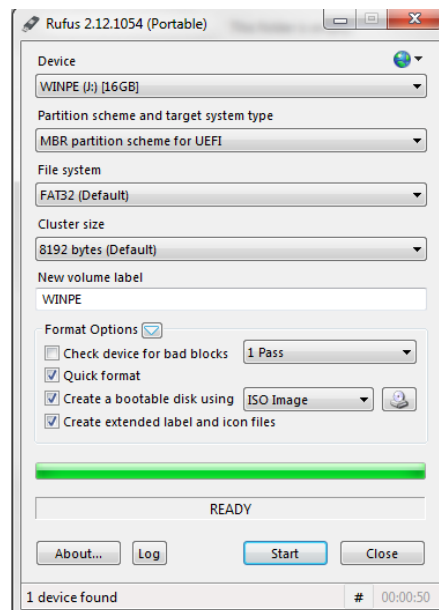 Rufus 2.12.1054 (Portable)
Device
WINPE (J:) [16GB]
Partition scheme and target system type
MBR partition scheme for UEFI
File system
FAT32 (Default)
Cluster size
8192 bytes (Default)
New volume label
WINPE
Format Options
Check device for bad blocks 1 Pass
Quick format
Create a bootable disk using ISO Image
Create extended label and icon files
READY
About... Log Start Close
1 device found # 00:00:50